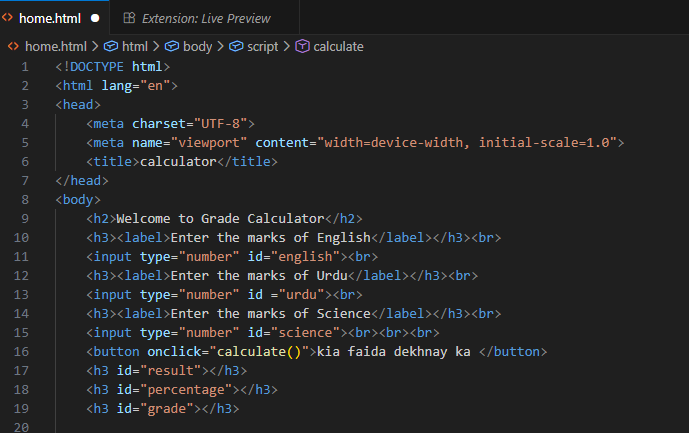 home.html Extension: Live Preview
home.html > html > body > script > calculate
1 <!DOCTYPE html>
2 <html lang="en">
3 <head>
4 <meta charset="UTF-8">
5 <meta name="viewport" content="width=device-width, initial-scale=1.0">
6 <title>calculator</title>
7 </head>
8 <body>
9 <h2>Welcome to Grade Calculator</h2>
10 <h3><label>Enter the marks of English</label></h3><br>
11 <input type="number" id="english"><br>
12 <h3><label>Enter the marks of Urdu</label></h3><br>
13 <input type="number" id ="urdu"><br>
14 <h3><label>Enter the marks of Science</label></h3><br>
15 <input type="number" id="science"><br><br><br>
16 <button onclick="calculate()">kia faida dekhnay ka </button>
17 <h3 id="result"></h3>
18 <h3 id="percentage"></h3>
19 <h3 id="grade"></h3>
20